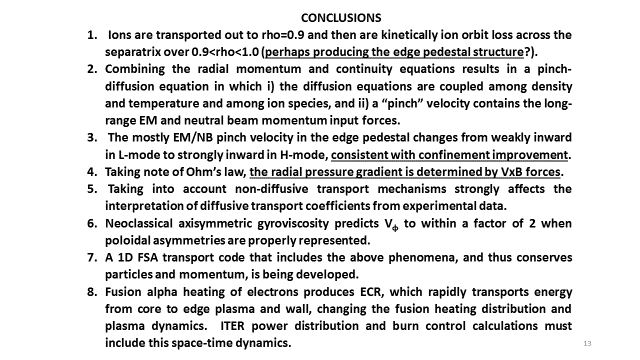 CONCLUSIONS
1. Ions are transported out to rho=0.9 and then are kinetically ion orbit loss across the
separatrix over 0.9<rho<1.0 (perhaps producing the edge pedestal structure?).
2. Combining the radial momentum and continuity equations results in a pinch-
diffusion equation in which i) the diffusion equations are coupled among density
and temperature and among ion species, and ii) a “pinch” velocity contains the long-
range EM and neutral beam momentum input forces.
3. The mostly EM/NB pinch velocity in the edge pedestal changes from weakly inward
in L-mode to strongly inward in H-mode, consistent with confinement improvement.
4. Taking note of Ohm’s law, the radial pressure gradient is determined by VxB forces.
5. Taking into account non-diffusive transport mechanisms strongly affects the
interpretation of diffusive transport coefficients from experimental data.
6. Neoclassical axisymmetric gyroviscosity predicts Vϕ to within a factor of 2 when
poloidal asymmetries are properly represented.
7. A 1D FSA transport code that includes the above phenomena, and thus conserves
particles and momentum, is being developed.
8. Fusion alpha heating of electrons produces ECR, which rapidly transports energy
from core to edge plasma and wall, changing the fusion heating distribution and
plasma dynamics. ITER power distribution and burn control calculations must
include this space-time dynamics.
13